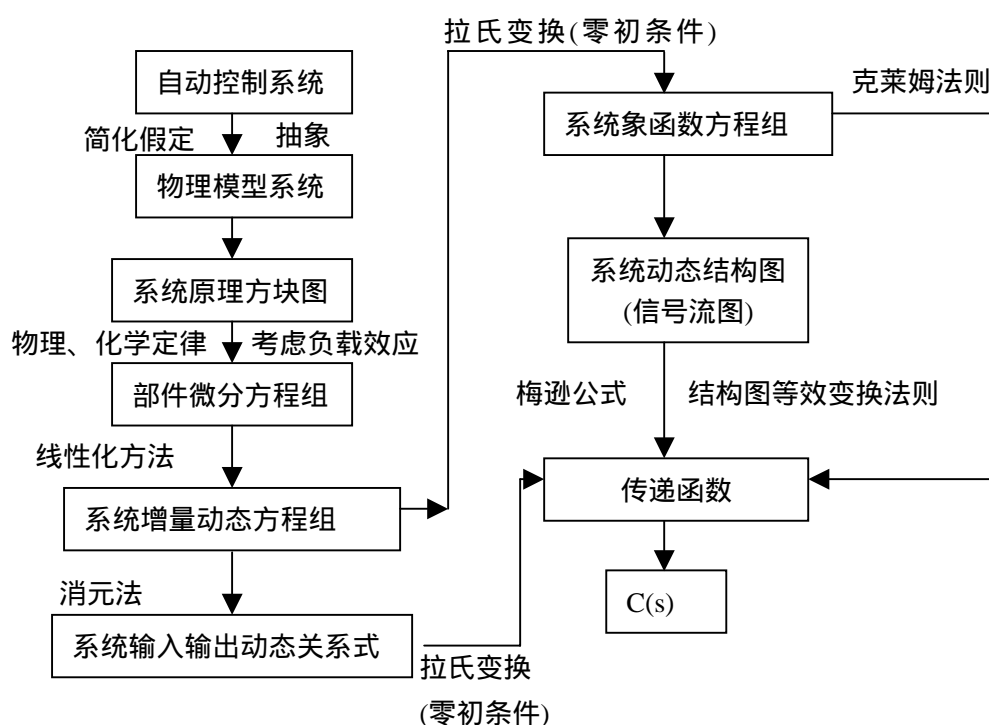 拉氏变换(零初条件)
自动控制系统
克莱姆法则
系统象函数方程组
简化假定
抽象
物理模型系统
系统动态结构图
(信号流图)
系统原理方块图
物理、化学定律
考虑负载效应
部件微分方程组
梅逊公式
结构图等效变换法则
线性化方法
传递函数
系统增量动态方程组
消元法
C(s)
系统输入输出动态关系式
拉氏变换
(零初条件)